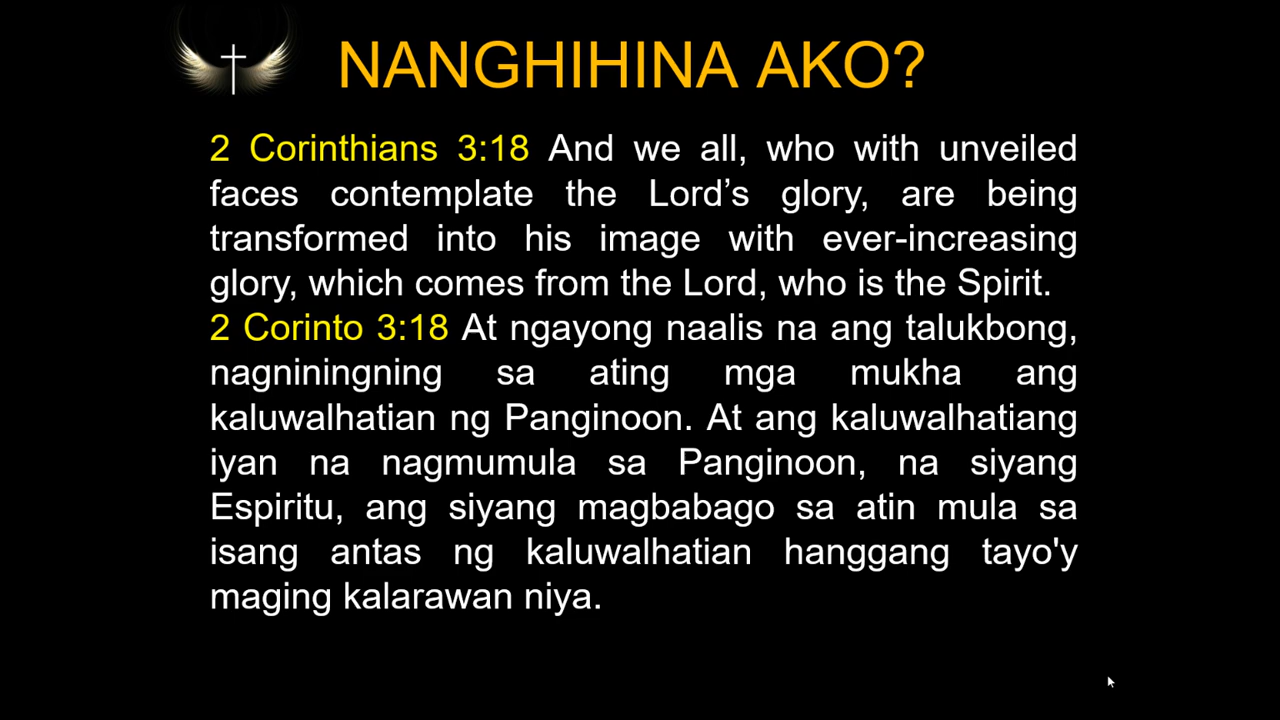 NANGHIHINA AKO?
2 Corinthians 3:18 And we all, who with unveiled
faces contemplate the Lord’s glory, are being
transformed into his image with ever-increasing
glory, which comes from the Lord, who is the Spirit.
2 Corinto 3:18 At ngayong naalis na ang talukbong,
nagniningning sa ating mga mukha ang
kaluwalhatian ng Panginoon. At ang kaluwalhatiang
iyan na nagmumula sa Panginoon, na siyang
Espiritu, ang siyang magbabago sa atin mula sa
isang antas ng kaluwalhatian hanggang tayo'y
maging kalarawan niya.